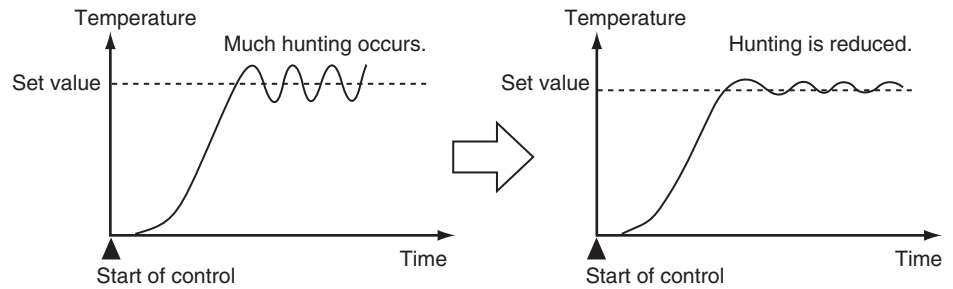 Temperature
Much hunting occurs.
Set value
Time
Start of control
Temperature
Hunting is reduced.
Set value
Time
Start of control